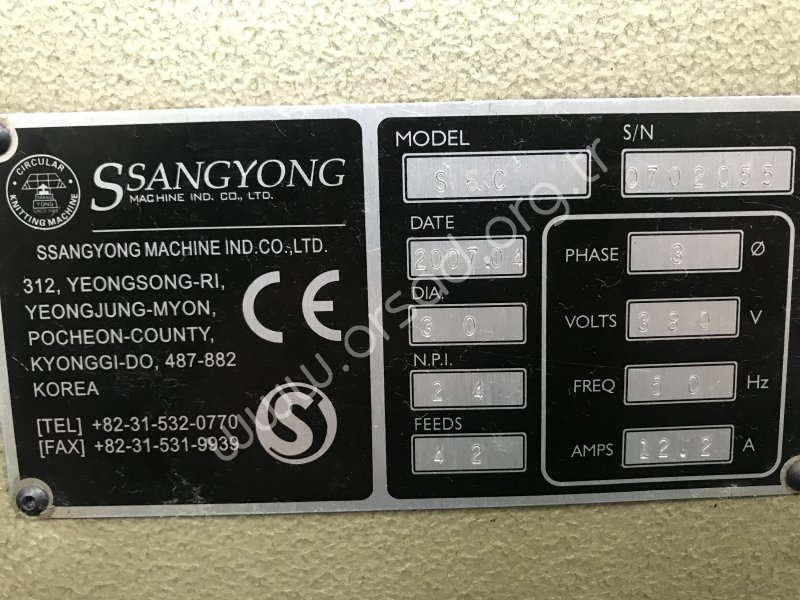 CIRCULAR
KNITTING MACHINE
SSANG
YONG
SSANGYONG
MACHINE IND. CO., LTD.
SSANGYONG MACHINE IND.CO.,LTD.
312, YEONGSONG-RI,
YEONGJUNG-MYON,
POCHEON-COUNTY,
KYONGGI-DO, 487-882
KOREA
[TEL] +82-31-532-0770
[FAX] +82-31-531-9939
CE
S
MODEL
S6C
S/N
0702055
DATE
2007.04
DIA.
30
N.P.I.
24
FEEDS
42
PHASE 3 Ø
VOLTS 380 V
FREQ 50 Hz
AMPS 12.2 A
www.orsad.org.tr